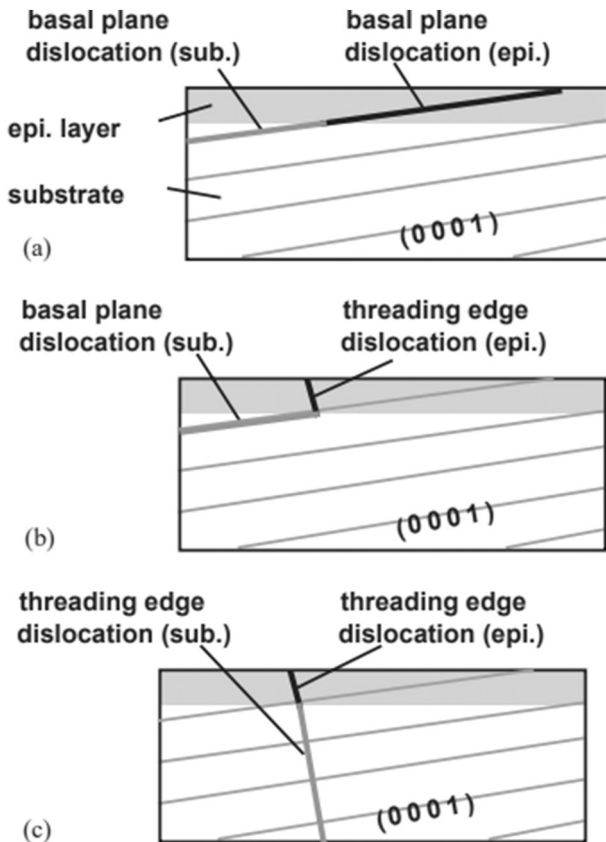 basal plane
dislocation (sub.)
basal plane
dislocation (epi.)
epi. layer
substrate
(0001)
(a)
basal plane
dislocation (sub.)
threading edge
dislocation (epi.)
(0001)
(b)
threading edge
dislocation (sub.)
threading edge
dislocation (epi.)
(0001)
(c)